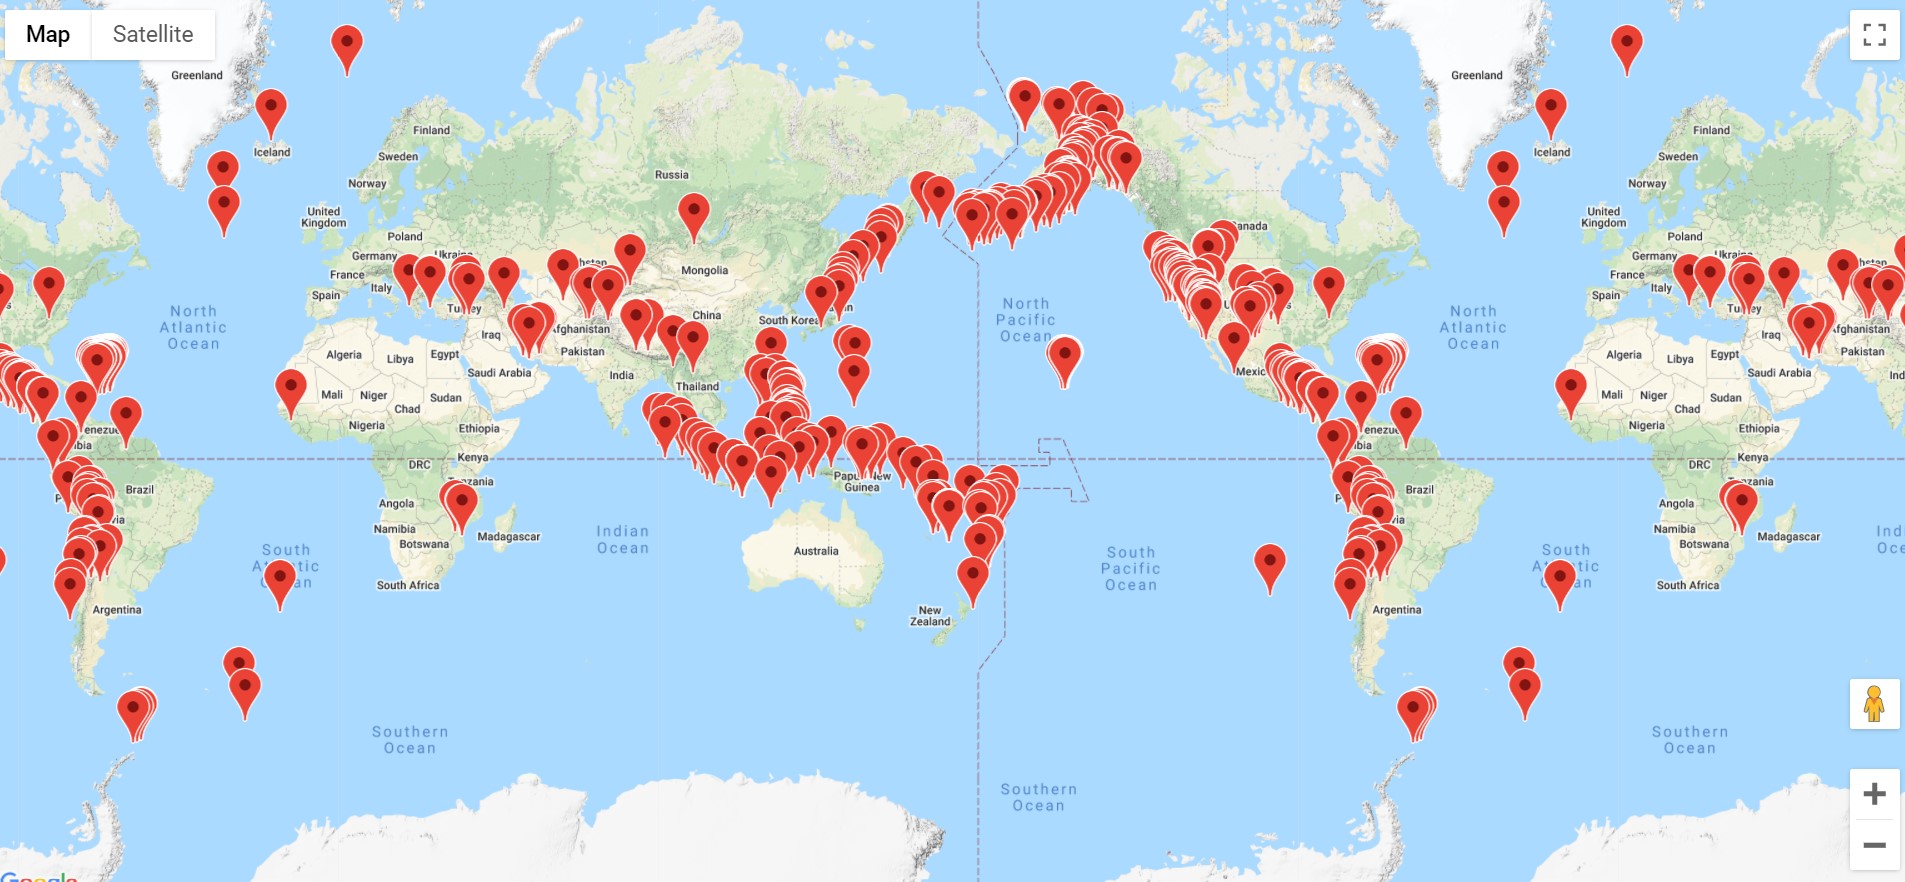 Map
Satellite
Greenland
Greenland
Iceland
Iceland
Finland
Finland
Sweden
Sweden
Norway
Norway
Russia
United
Kingdom
United
Kingdom
Poland
Poland
Germany
Germany
Ukraine
France
France
Italy
Italy
Spain
Spain
Mongolia
China
South Korea
Iraq
Iraq
Afghanistan
Afghanistan
Pakistan
Pakistan
Algeria
Algeria
Libya
Libya
Egypt
Egypt
Saudi Arabia
Saudi Arabia
India
Thailand
Mali
Mali
Niger
Niger
Chad
Chad
Sudan
Sudan
Nigeria
Nigeria
Ethiopia
Ethiopia
DRC
DRC
Kenya
Kenya
Tanzania
Angola
Angola
Namibia
Namibia
Botswana
Botswana
Madagascar
Madagascar
South Africa
South Africa
Brazil
Brazil
Argentina
Argentina
Papua New
Guinea
Australia
New
Zealand
North
Atlantic
Ocean
North
Pacific
Ocean
North
Atlantic
Ocean
Indian
Ocean
South
Atlantic
Ocean
South
Pacific
Ocean
South
Atlantic
Ocean
Southern
Ocean
Southern
Ocean
Southern
Ocean
Google